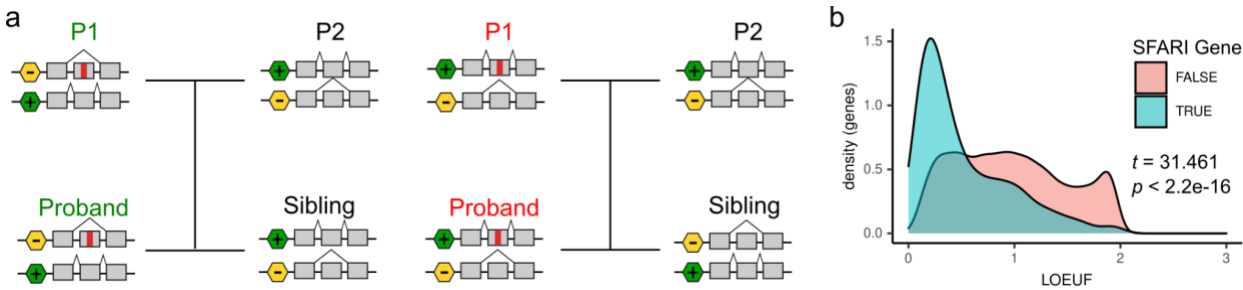 a
P1
P2
P1
P2
-
+
+
-
+
-
+
-
Proband
Sibling
Proband
Sibling
-
+
+
-
+
-
-
+
b
SFARI Gene
FALSE
TRUE
t = 31.461
p < 2.2e-16
density (genes)
1.5
1.0
0.5
0.0
0
1
2
3
LOEUF